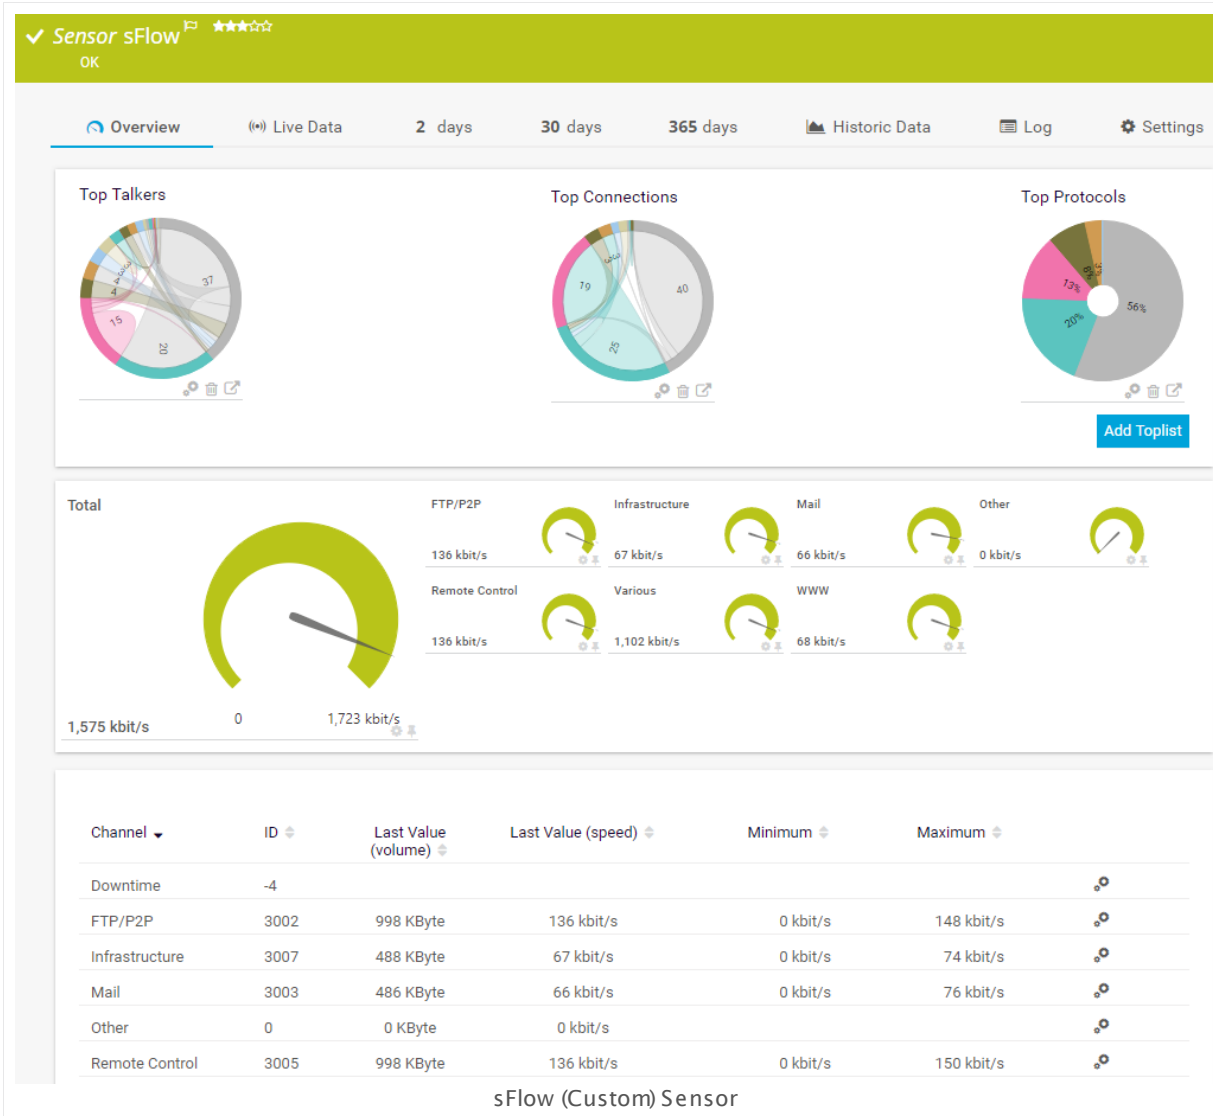 Sensor sFlow
OK
Overview
Live Data
2 days
30 days
365 days
Historic Data
Log
Settings
Top Talkers
37
20
15
4
4
3
3
Top Connections
40
25
19
3
3
Top Protocols
56%
20%
13%
Add Toplist
Total
1,575 kbit/s
0
1,723 kbit/s
FTP/P2P
136 kbit/s
Infrastructure
67 kbit/s
Mail
66 kbit/s
Other
0 kbit/s
Remote Control
136 kbit/s
Various
1,102 kbit/s
WWW
68 kbit/s
Channel ID Last Value (volume) Last Value (speed) Minimum Maximum
Downtime -4
FTP/P2P 3002 998 KByte 136 kbit/s 0 kbit/s 148 kbit/s
Infrastructure 3007 488 KByte 67 kbit/s 0 kbit/s 74 kbit/s
Mail 3003 486 KByte 66 kbit/s 0 kbit/s 76 kbit/s
Other 0 0 KByte 0 kbit/s
Remote Control 3005 998 KByte 136 kbit/s 0 kbit/s 150 kbit/s
sFlow (Custom) Sensor